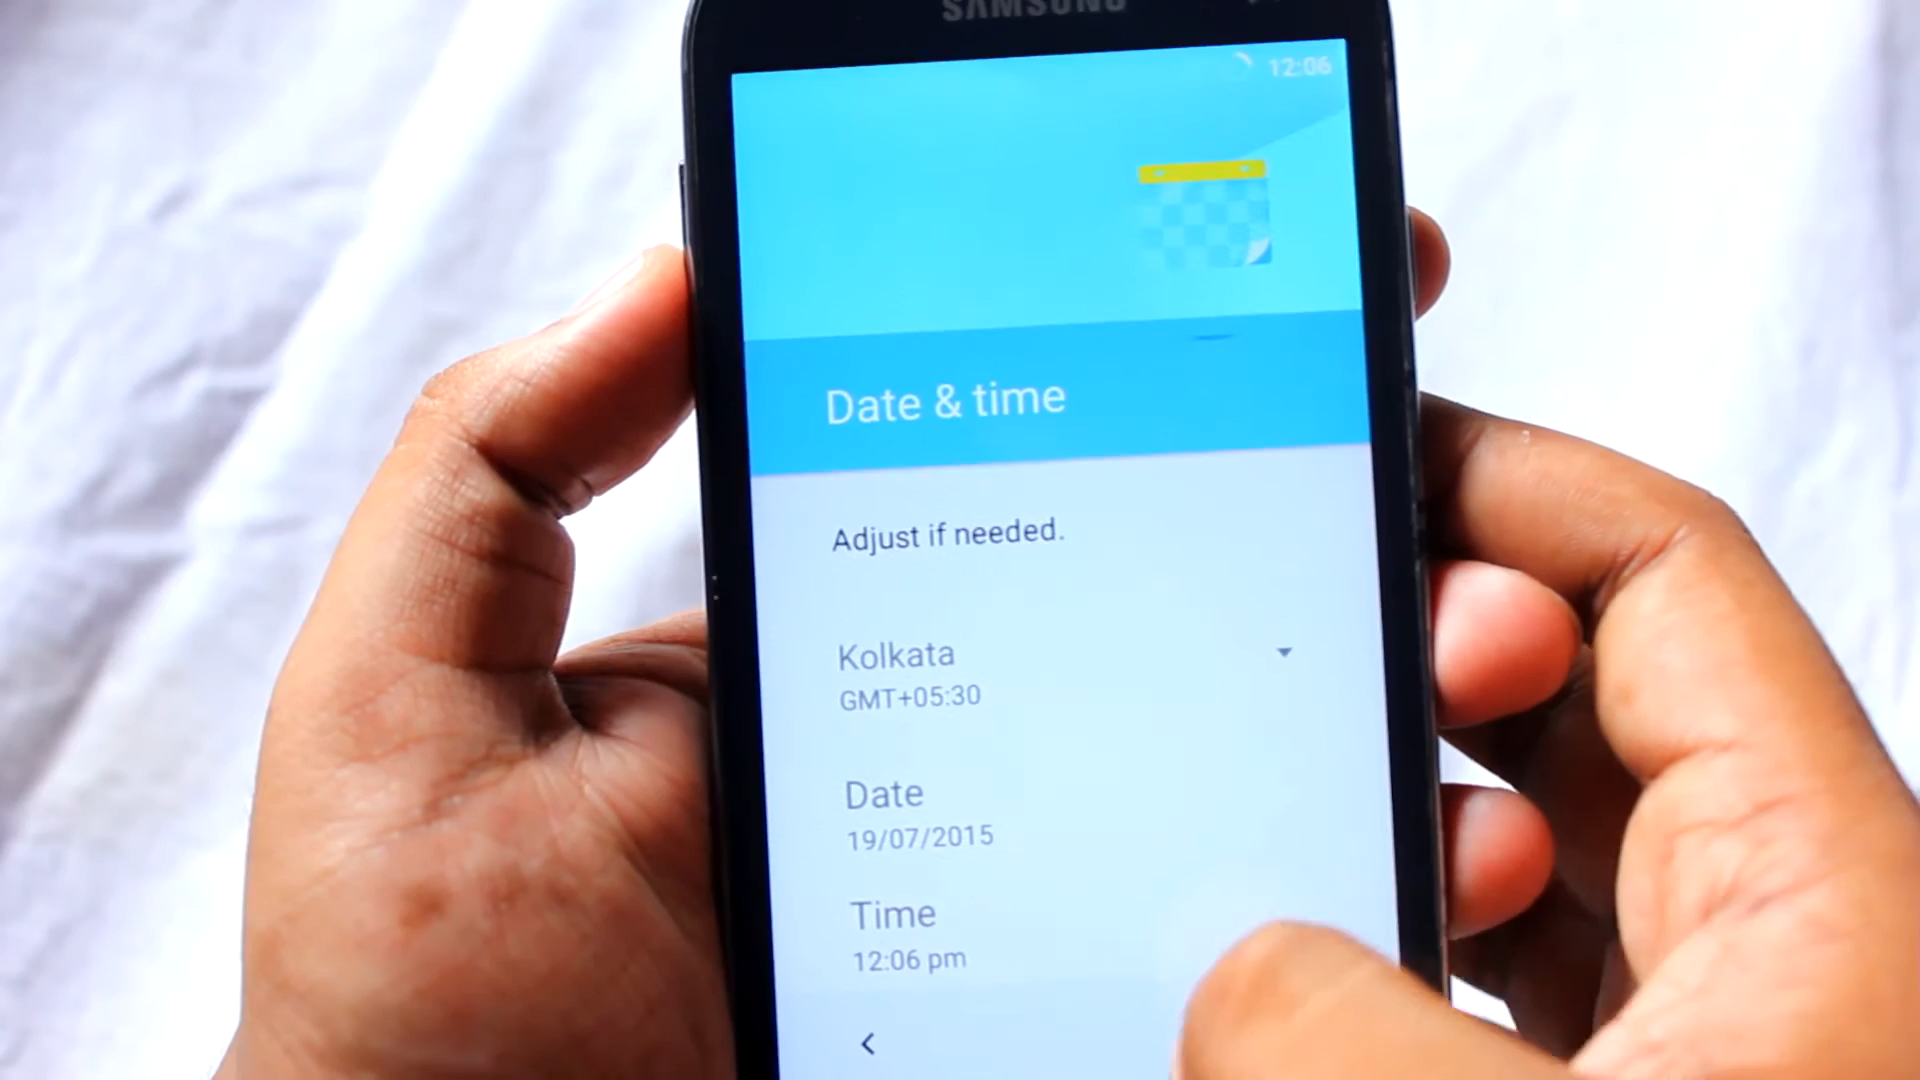 SAMSUNG
12:06
Date & time
Adjust if needed.
Kolkata
GMT+05:30
Date
19/07/2015
Time
12:06 pm